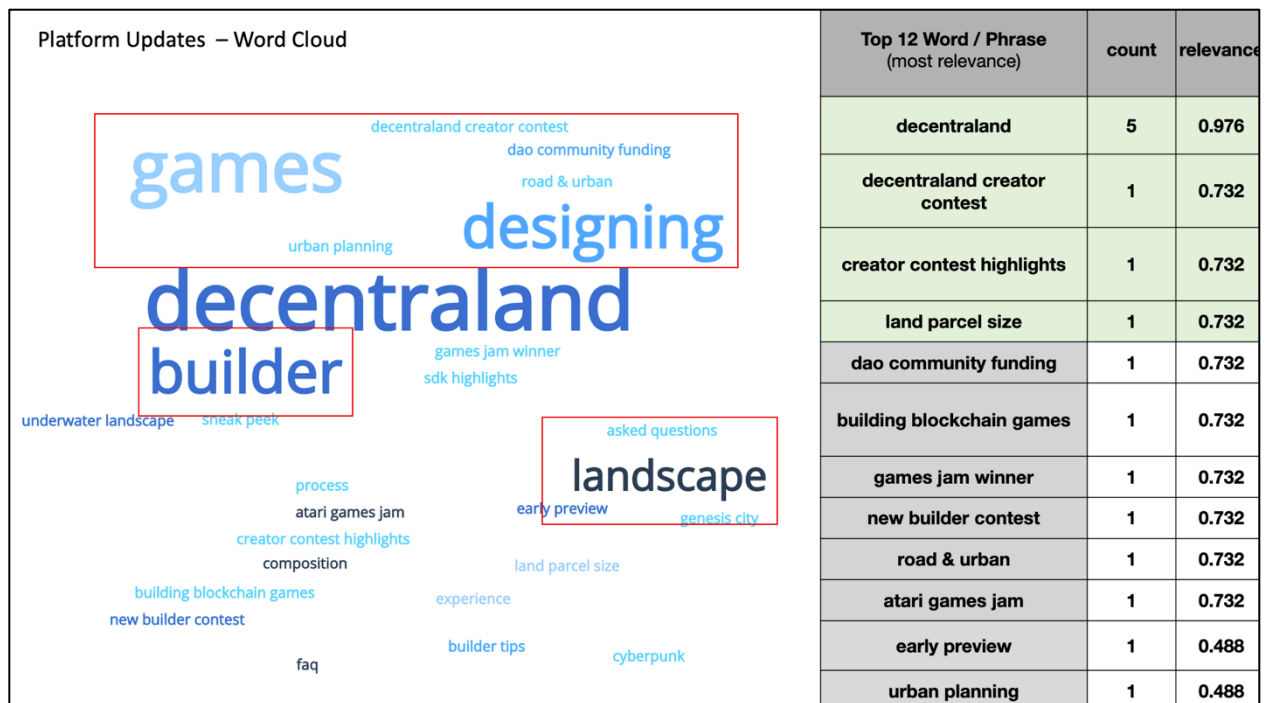 Platform Updates – Word Cloud
decentraland creator contest
games
dao community funding
road & urban
designing
urban planning
decentraland
builder
games jam winner
sdk highlights
underwater landscape
sneak peek
asked questions
landscape
process
early preview
atari games jam
genesis city
creator contest highlights
composition
land parcel size
building blockchain games
experience
new builder contest
builder tips
cyberpunk
faq
Top 12 Word / Phrase count relevance
(most relevance)
decentraland 5 0.976
decentraland creator
contest 1 0.732
creator contest highlights 1 0.732
land parcel size 1 0.732
dao community funding 1 0.732
building blockchain games 1 0.732
games jam winner 1 0.732
new builder contest 1 0.732
road & urban 1 0.732
atari games jam 1 0.732
early preview 1 0.488
urban planning 1 0.488